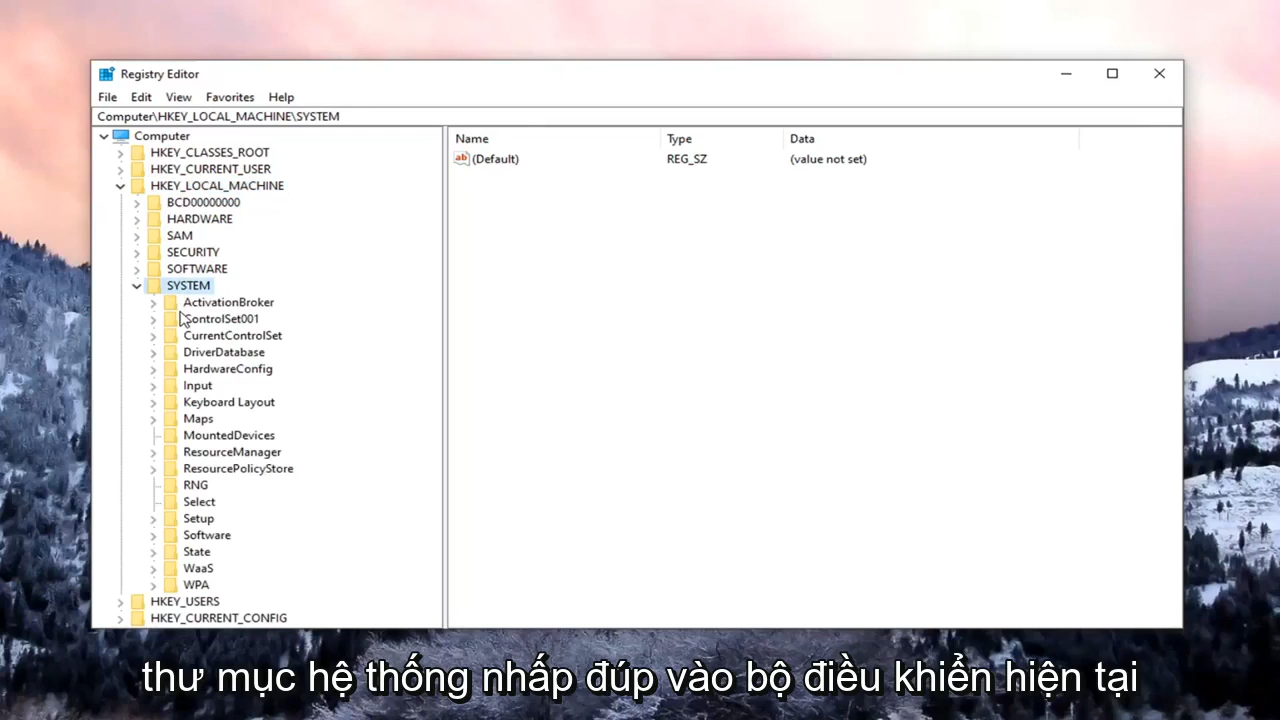 Registry Editor
File Edit View Favorites Help
Computer\HKEY_LOCAL_MACHINE\SYSTEM
Computer
HKEY_CLASSES_ROOT
HKEY_CURRENT_USER
HKEY_LOCAL_MACHINE
BCD00000000
HARDWARE
SAM
SECURITY
SOFTWARE
SYSTEM
ActivationBroker
ControlSet001
CurrentControlSet
DriverDatabase
HardwareConfig
Input
Keyboard Layout
Maps
MountedDevices
ResourceManager
ResourcePolicyStore
RNG
Select
Setup
Software
State
WaaS
WPA
HKEY_USERS
HKEY_CURRENT_CONFIG
Name Type Data
ab (Default) REG_SZ (value not set)
thư mục hệ thống nhấp đúp vào bộ điều khiển hiện tại